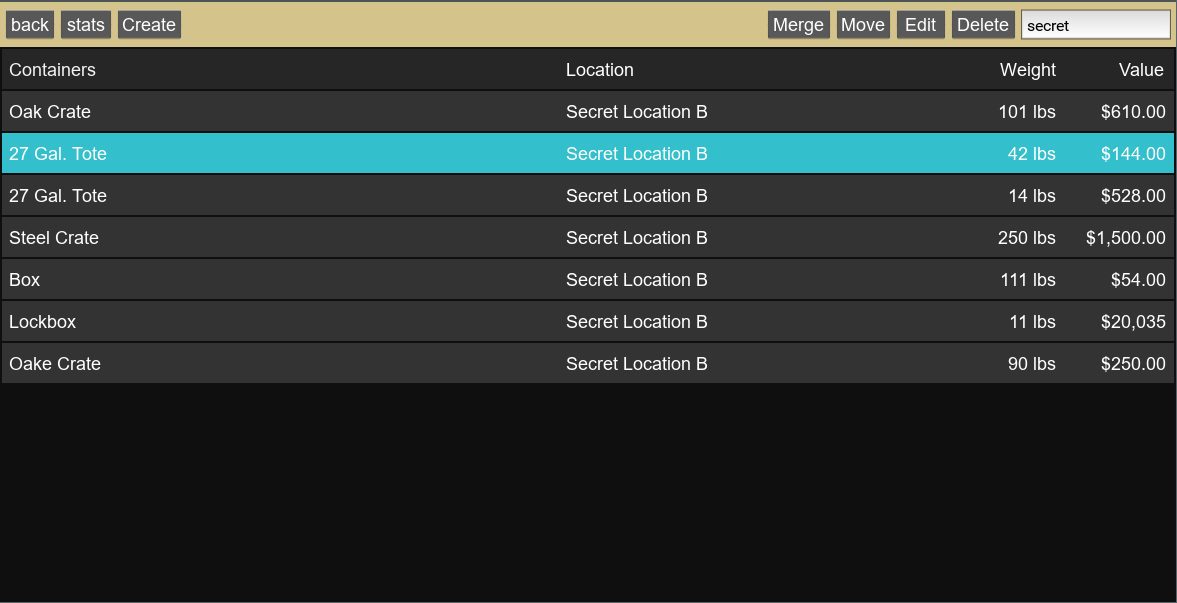 back stats Create Merge Move Edit Delete secret
Containers Location Weight Value
Oak Crate Secret Location B 101 lbs $610.00
27 Gal. Tote Secret Location B 42 lbs $144.00
27 Gal. Tote Secret Location B 14 lbs $528.00
Steel Crate Secret Location B 250 lbs $1,500.00
Box Secret Location B 111 lbs $54.00
Lockbox Secret Location B 11 lbs $20,035
Oake Crate Secret Location B 90 lbs $250.00